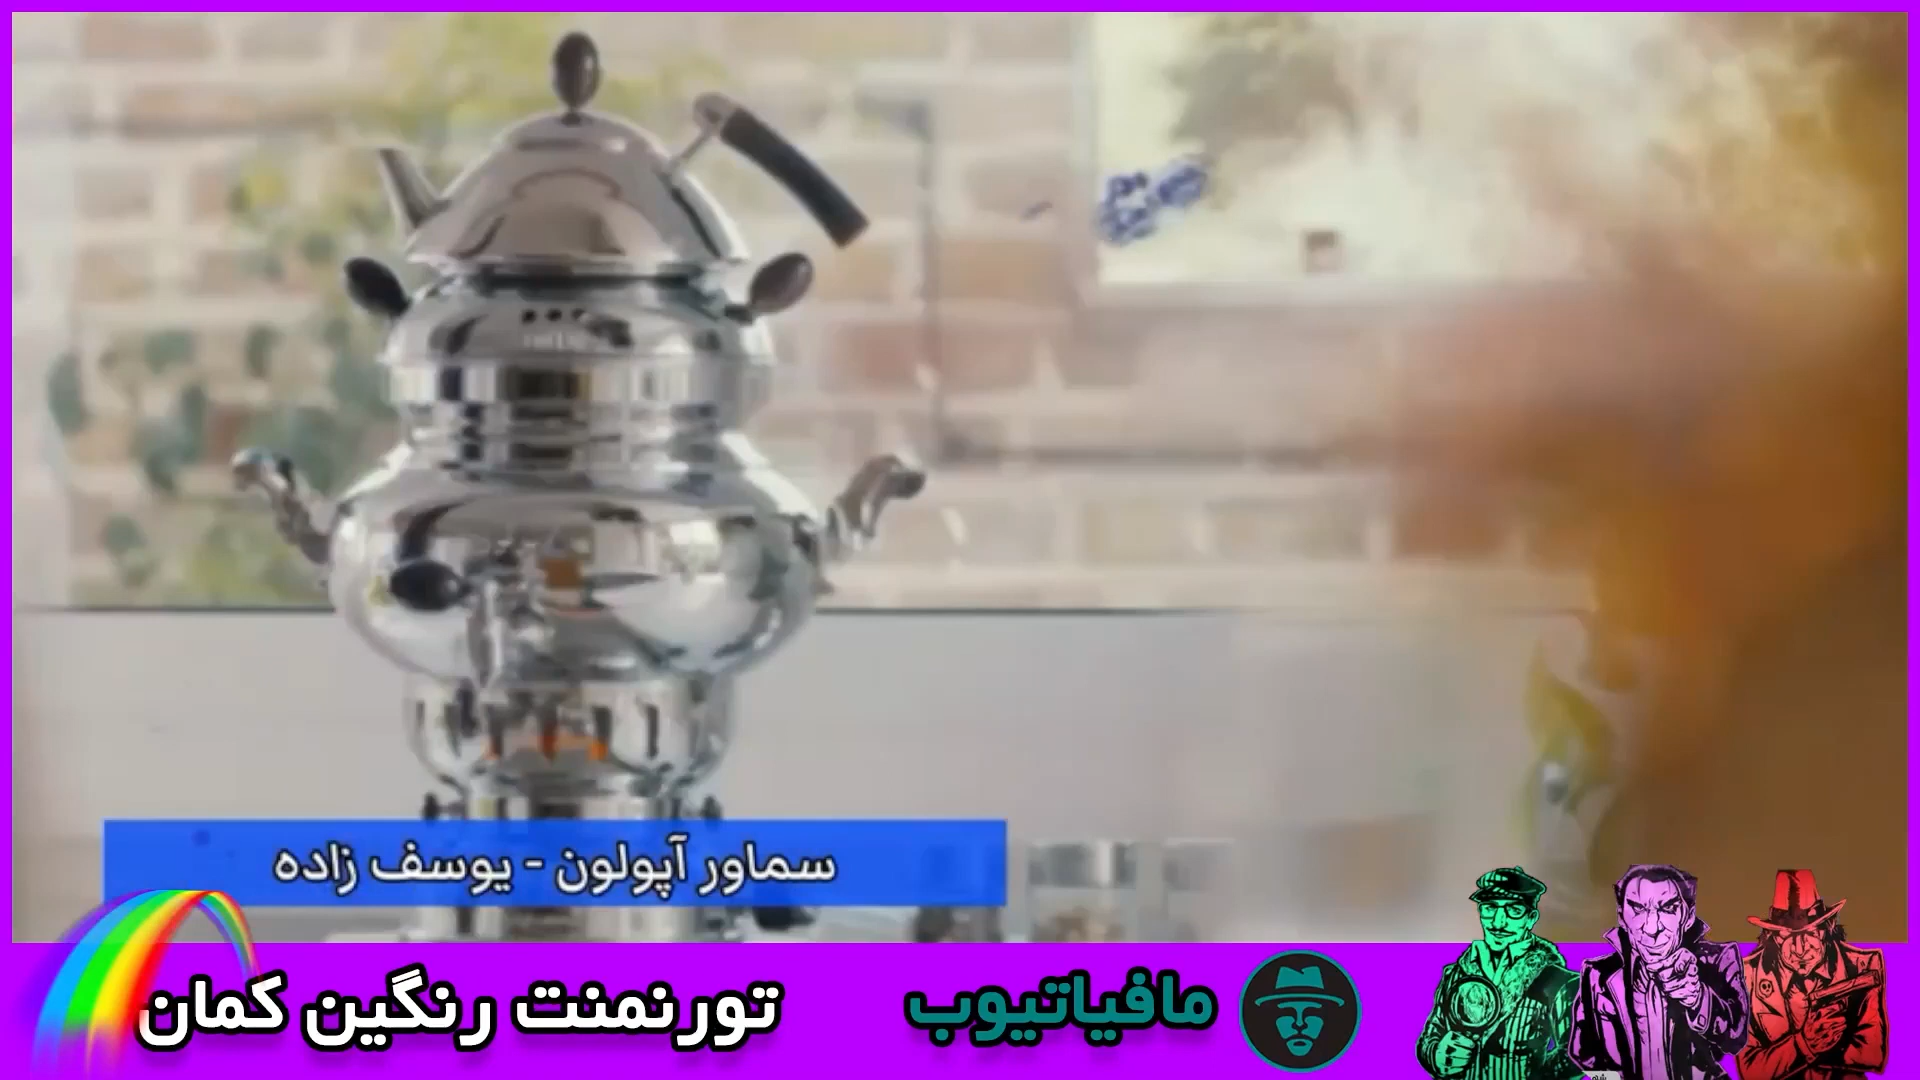 سماور آپولون - یوسف زاده
مافیاتیوب
تورنمنت رنگین کمان